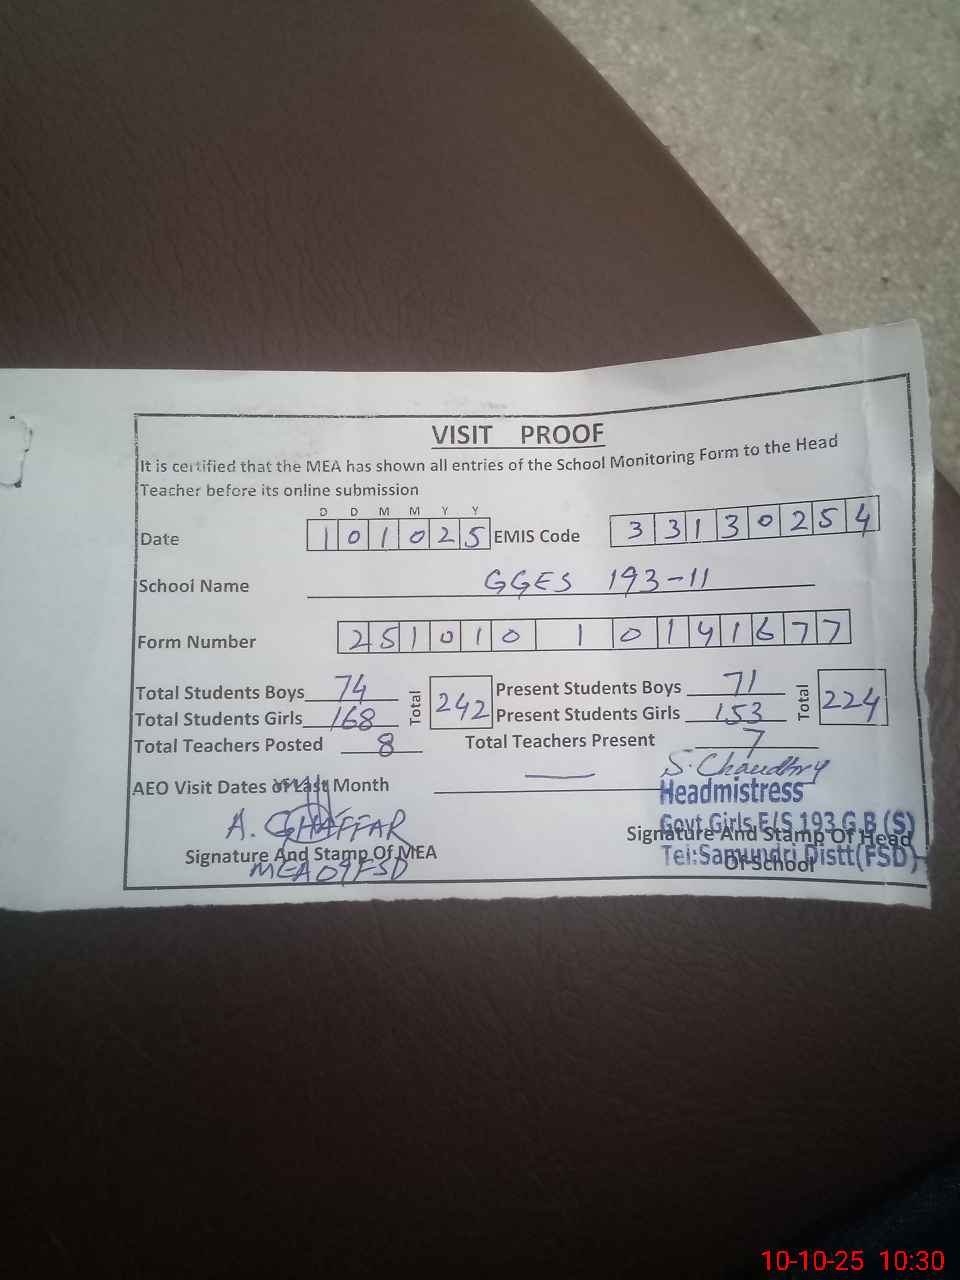 VISIT PROOF
It is certified that the MEA has shown all entries of the School Monitoring Form to the Head
Teacher before its online submission
D D M M Y Y
Date 1 0 1 0 2 5 EMIS Code 3 3 1 3 0 2 5 4
School Name GGES 193-11
Form Number 2 5 1 0 1 0 1 0 1 4 1 6 7 7
Total Students Boys 74 Total 242 Present Students Boys 71 Total 224
Total Students Girls 168 Present Students Girls 153
Total Teachers Posted 8 Total Teachers Present 7
AEO Visit Dates of Last Month —
S. Chaudhry
Headmistress
A. GHAFFAR
Govt Girls E/S 193 G.B (S)
Signature And Stamp Of Head
Of School
Tel:Samundri Distt(FSD)
Signature And Stamp Of MEA
MEA 09 FSD
10-10-25 10:30